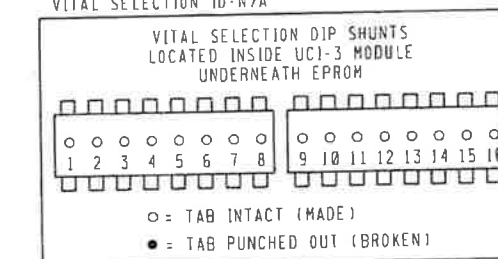 VITAL SELECTION ID-N/A
VITAL SELECTION DIP SHUNTS
LOCATED INSIDE UCI-3 MODULE
UNDERNEATH EPROM
1 2 3 4 5 6 7 8 9 10 11 12 13 14 15 16
○ = TAB INTACT (MADE)
● = TAB PUNCHED OUT (BROKEN)